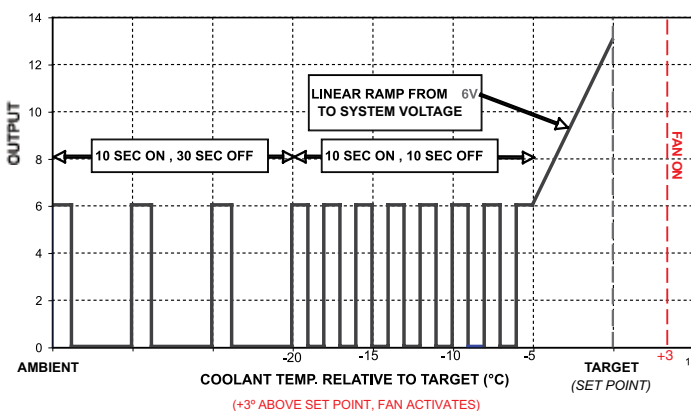 14
12
10
8
6
4
2
0
OUTPUT
LINEAR RAMP FROM 6V
TO SYSTEM VOLTAGE
10 SEC ON , 30 SEC OFF
10 SEC ON , 10 SEC OFF
FAN ON
AMBIENT
-20
-15
-10
-5
TARGET
(SET POINT)
+3
1
COOLANT TEMP. RELATIVE TO TARGET (°C)
(+3º ABOVE SET POINT, FAN ACTIVATES)